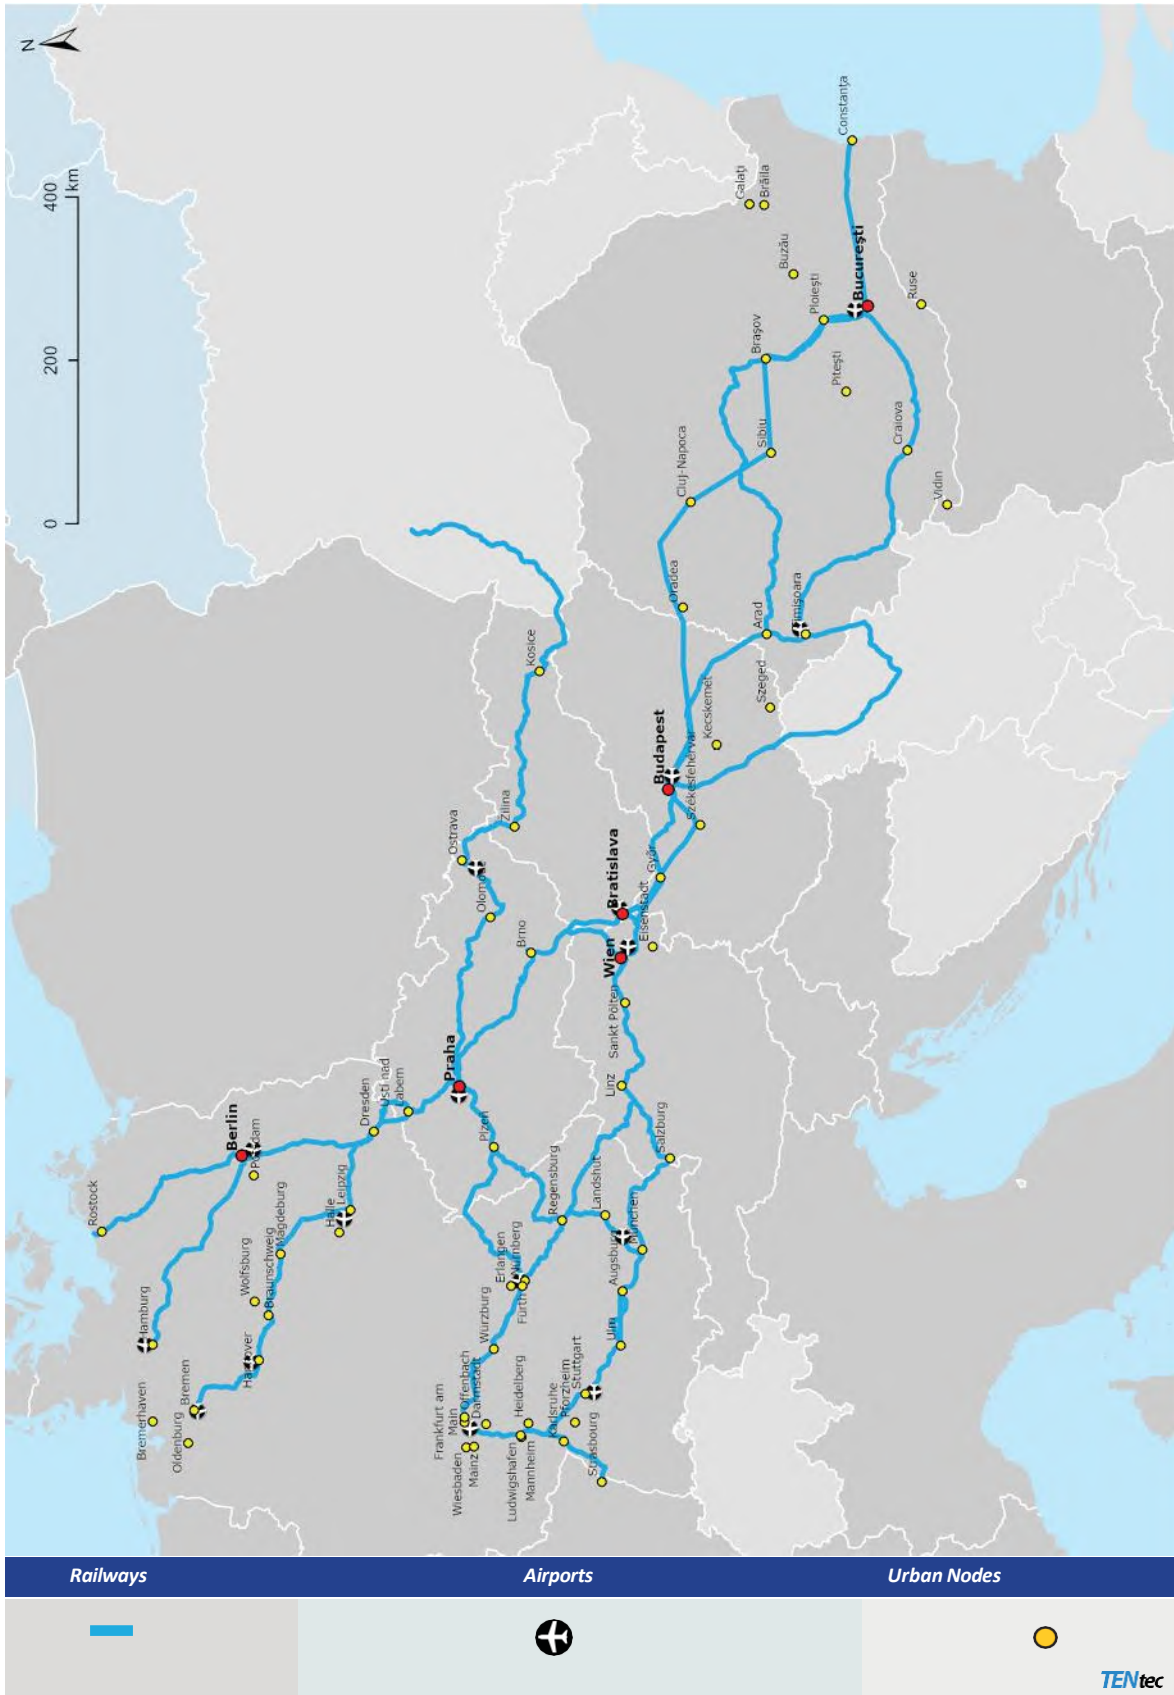 N
0
200
400
km
Rostock
Hamburg
Bremerhaven
Bremen
Oldenburg
Berlin
Potsdam
Wolfsburg
Hannover
Braunschweig
Magdeburg
Halle
Leipzig
Dresden
Ústí nad
Labem
Praha
Plzen
Ostrava
Olomouc
Žilina
Kosice
Brno
Frankfurt am
Main
Offenbach
Darmstadt
Wiesbaden
Mainz
Ludwigshafen
Mannheim
Heidelberg
Würzburg
Erlangen
Nürnberg
Fürth
Regensburg
Landshut
Karlsruhe
Pforzheim
Stuttgart
Strasbourg
Ulm
Augsburg
München
Salzburg
Linz
Sankt Pölten
Wien
Bratislava
Eisenstadt
Győr
Budapest
Székesfehérvár
Kecskemét
Szeged
Oradea
Arad
Timișoara
Cluj-Napoca
Sibiu
Brașov
Ploiești
Pitești
Buzău
Galați
Brăila
București
Constanța
Craiova
Vidin
Ruse
Railways
Airports
Urban Nodes
TENtec